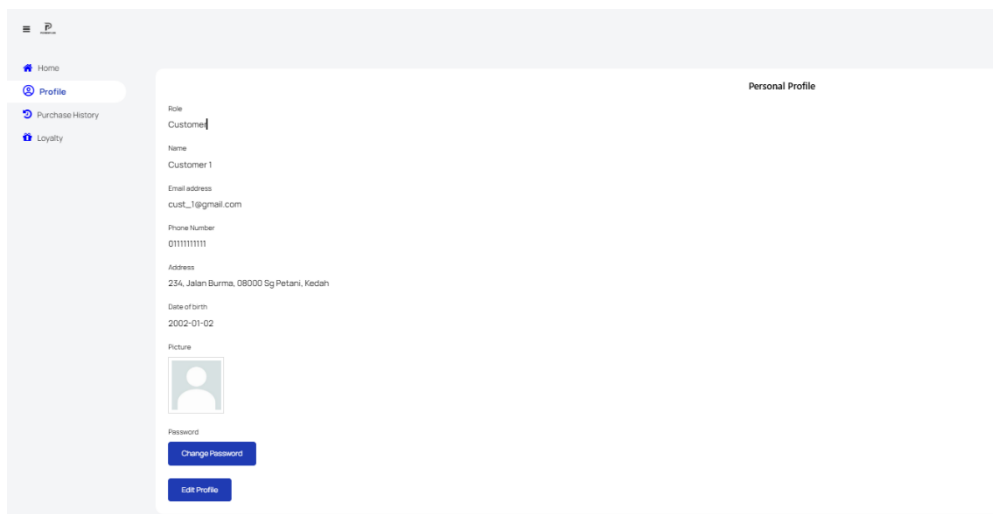 Home
Profile
Purchase History
Loyalty
Personal Profile
Role
Customer
Name
Customer 1
Email address
cust_1@gmail.com
Phone Number
01111111111
Address
234, Jalan Burma, 08000 Sg Petani, Kedah
Date of birth
2002-01-02
Picture
Password
Change Password
Edit Profile